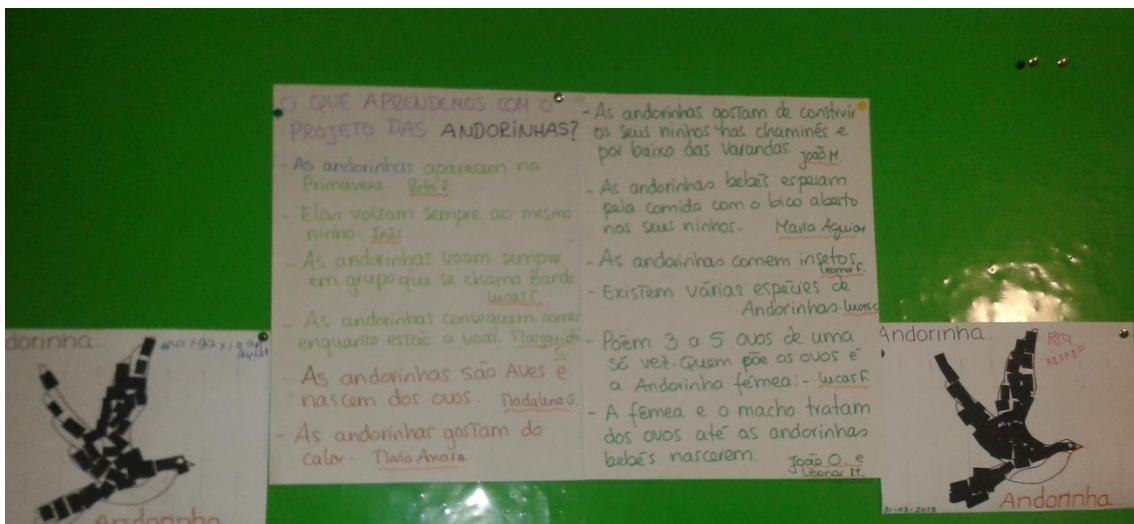 O QUE APRENDEMOS COM O
PROJETO DAS ANDORINHAS?
- As andorinhas aparecem na
Primavera. Rita P.
- Elas voltam sempre ao mesmo
ninho. Inês
- As andorinhas voam sempre
em grupo que se chama Bando
Lucas C.
- As andorinhas conseguem comer
enquanto estão a voar. Margarida
- As andorinhas são Aves e
nascem dos ovos. Madalena G.
- As andorinhas gostam do
calor. Maria Amara
- As andorinhas gostam de construir
os seus ninhos nas chaminés e
por baixo das varandas. João M.
- As andorinhas bebés esperam
pela comida com o bico aberto
nos seus ninhos. Maria Aguiar
- As andorinhas comem insetos.
Leonor F.
- Existem várias espécies de
Andorinhas. Lucas C
- Põem 3 a 5 ovos de uma
só vez. Quem põe os ovos é
a Andorinha fêmea. - Lucas F.
- A fêmea e o macho tratam
dos ovos até as andorinhas
bebés nascerem. João O. e
Leonor M.
dorinha
Andorinha
Andorinha
Rita
31-03-2015
Andorinha